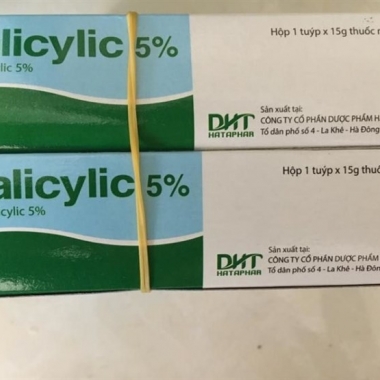 alicylic 5%
ylic 5%
Hộp 1 tuýp x 15g thuốc
DHT
HATAPHAR
Sản xuất tại:
CÔNG TY CỔ PHẦN DƯỢC PHẨM H
Tổ dân phố số 4 - La Khê - Hà Đông
alicylic 5%
cylic 5%
Hộp 1 tuýp x 15g thuố
DHT
HATAPHAR
Sản xuất tại:
CÔNG TY CỔ PHẦN DƯỢC PHẨM
Tổ dân phố số 4 - La Khê - Hà Đôn